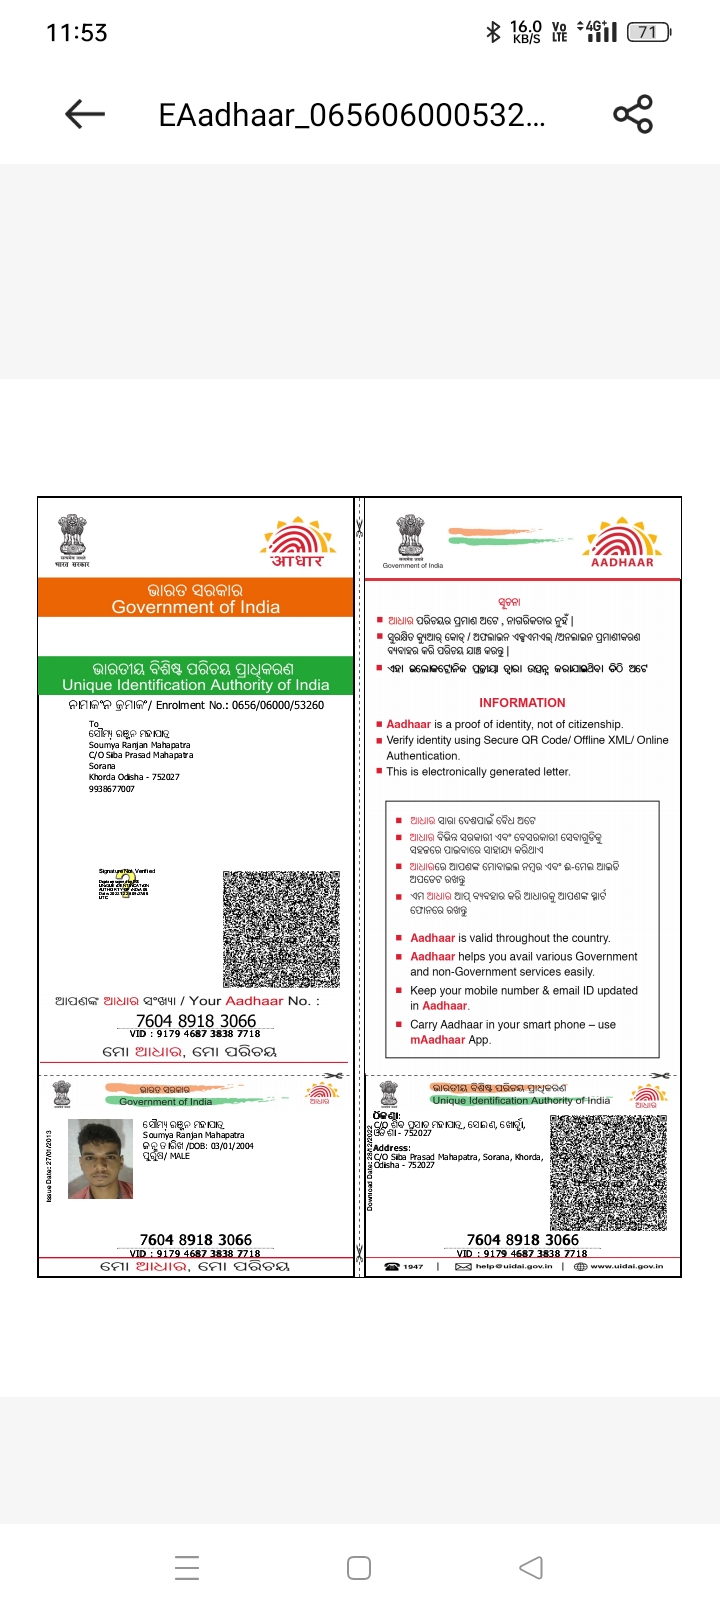 11:53
16.0 KB/S
Vo LTE
4G+
71
EAadhaar_065606000532...
भारत सरकार
आधार
ଭାରତ ସରକାର
Government of India
ଭାରତୀୟ ବିଶିଷ୍ଟ ପରିଚୟ ପ୍ରାଧିକରଣ
Unique Identification Authority of India
ନାମାଙ୍କନ କ୍ରମାଙ୍କ/ Enrolment No.: 0656/06000/53260
To
ସୌମ୍ୟ ରଞ୍ଜନ ମହାପାତ୍ର
Soumya Ranjan Mahapatra
C/O Siba Prasad Mahapatra
Sorana
Khorda Odisha - 752027
9938677007
Signature Not Verified
ଆପଣଙ୍କ ଆଧାର ସଂଖ୍ୟା / Your Aadhaar No. :
7604 8918 3066
VID : 9179 4687 3838 7718
ମୋ ଆଧାର, ମୋ ପରିଚୟ
Government of India
AADHAAR
ସୂଚନା
ଆଧାର ପରିଚୟର ପ୍ରମାଣ ଅଟେ , ନାଗରିକତାର ନୁହଁ |
ସୁରକ୍ଷିତ କ୍ୟୁଆର୍ କୋଡ୍ / ଅଫଲାଇନ ଏକ୍ସଏମଏଲ୍ /ଅନଲାଇନ ପ୍ରମାଣୀକରଣ
ବ୍ୟବହାର କରି ପରିଚୟ ଯାଞ୍ଚ କରନ୍ତୁ |
ଏହା ଇଲେକଟ୍ରୋନିକ ପ୍ରକ୍ରୀୟା ଦ୍ୱାରା ଉତ୍ପନ୍ନ କରାଯାଇଥିବା ଚିଠି ଅଟେ
INFORMATION
Aadhaar is a proof of identity, not of citizenship.
Verify identity using Secure QR Code/ Offline XML/ Online
Authentication.
This is electronically generated letter.
ଆଧାର ସାରା ଦେଶପାଇଁ ବୈଧ ଅଟେ
ଆଧାର ବିଭିନ୍ନ ସରକାରୀ ଏବଂ ବେସରକାରୀ ସେବାଗୁଡିକୁ
ସହଜରେ ପାଇବାରେ ସାହାଯ୍ୟ କରିଥାଏ
ଆଧାରରେ ଆପଣଙ୍କ ମୋବାଇଲ ନମ୍ବର ଏବଂ ଈ-ମେଲ ଆଇଡି
ଅପଡେଟ ରଖନ୍ତୁ
ଏମ ଆଧାର ଆପ୍ ବ୍ୟବହାର କରି ଆଧାରକୁ ଆପଣଙ୍କ ସ୍ମାର୍ଟ
ଫୋନରେ ରଖନ୍ତୁ
Aadhaar is valid throughout the country.
Aadhaar helps you avail various Government
and non-Government services easily.
Keep your mobile number & email ID updated
in Aadhaar.
Carry Aadhaar in your smart phone – use
mAadhaar App.
ଭାରତ ସରକାର
Government of India
ଆଧାର
Issue Date: 27/01/2013
ସୌମ୍ୟ ରଞ୍ଜନ ମହାପାତ୍ର
Soumya Ranjan Mahapatra
ଜନ୍ମ ତାରିଖ /DOB: 03/01/2004
ପୁରୁଷ/ MALE
7604 8918 3066
VID : 9179 4687 3838 7718
ମୋ ଆଧାର, ମୋ ପରିଚୟ
ଭାରତୀୟ ବିଶିଷ୍ଟ ପରିଚୟ ପ୍ରାଧିକରଣ
Unique Identification Authority of India
ଆଧାର
ଠିକଣା:
C/O ଶିବ ପ୍ରସାଦ ମହାପାତ୍ର, ସୋରଣ, ଖୋର୍ଦ୍ଧା,
ଓଡିଶା - 752027
Address:
C/O Siba Prasad Mahapatra, Sorana, Khorda,
Odisha - 752027
7604 8918 3066
VID : 9179 4687 3838 7718
1947 | help@uidai.gov.in | www.uidai.gov.in